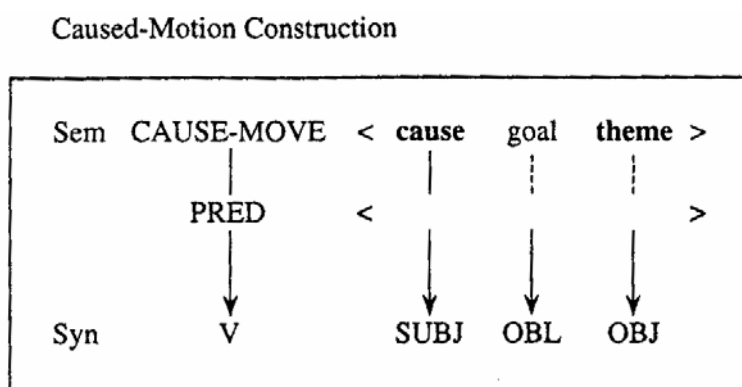 Caused-Motion Construction
Sem CAUSE-MOVE < cause goal theme >
PRED < >
Syn V SUBJ OBL OBJ